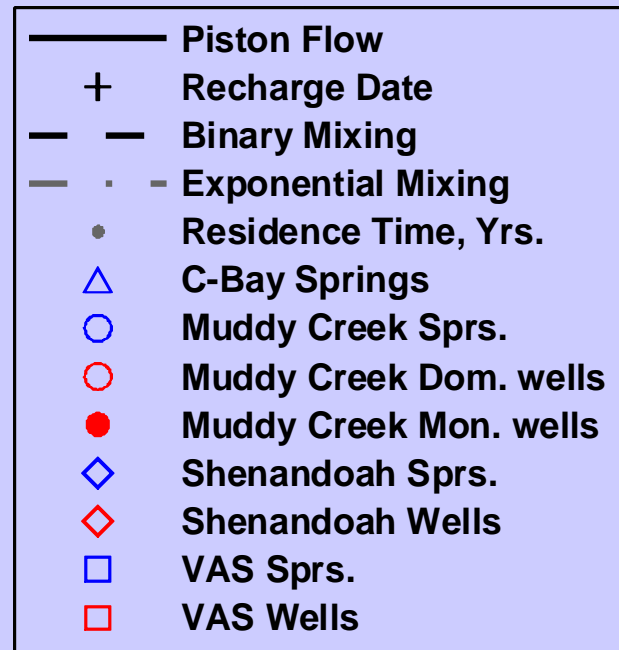 Piston Flow
Recharge Date
Binary Mixing
Exponential Mixing
Residence Time, Yrs.
C-Bay Springs
Muddy Creek Sprs.
Muddy Creek Dom. wells
Muddy Creek Mon. wells
Shenandoah Sprs.
Shenandoah Wells
VAS Sprs.
VAS Wells